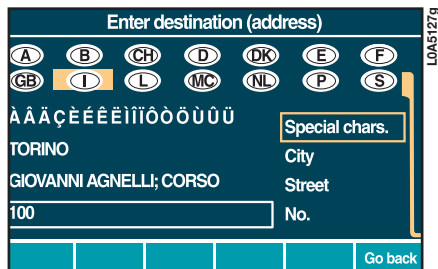 Enter destination (address)
A B CH D DK E F
GB I L MC NL P S
ÀÂÄÇÈÉÊËÌÎÏÔÒÖÙÛÜ
Special chars.
TORINO
City
GIOVANNI AGNELLI; CORSO
Street
100
No.
Go back
L0A5127g